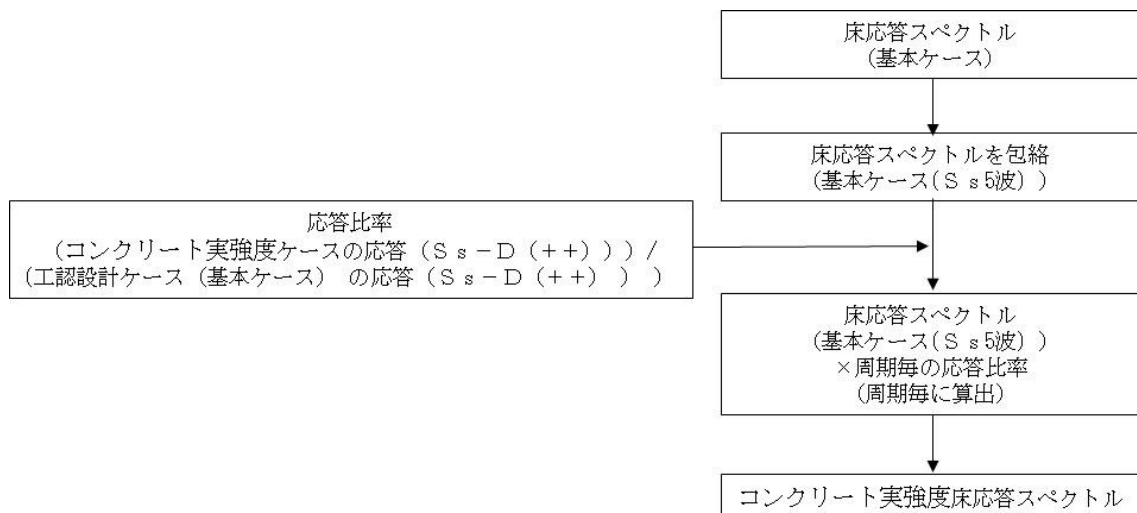 床応答スペクトル
(基本ケース)
床応答スペクトルを包絡
(基本ケース(Ｓｓ5波))
応答比率
(コンクリート実強度ケースの応答(Ｓｓ－Ｄ(++)))/
(工認設計ケース(基本ケース) の応答(Ｓｓ－Ｄ(++)))
床応答スペクトル
(基本ケース(Ｓｓ5波))
×周期毎の応答比率
(周期毎に算出)
コンクリート実強度床応答スペクトル